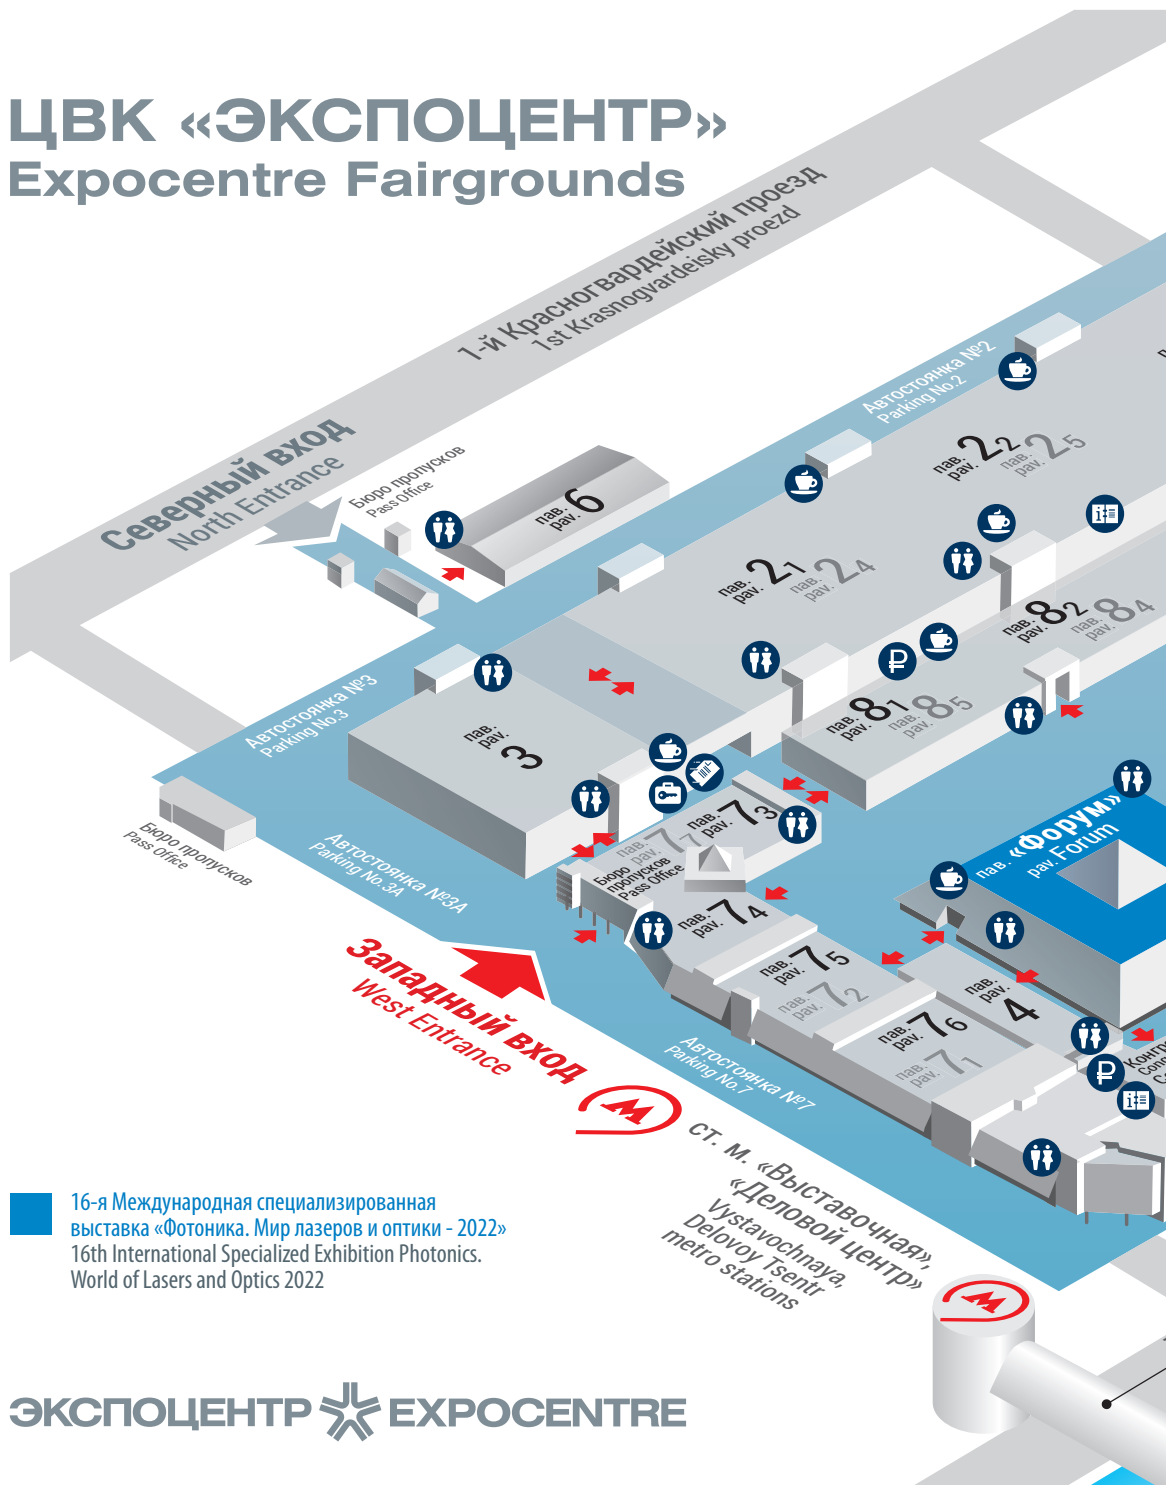 ЦВК «ЭКСПОЦЕНТР»
Expocentre Fairgrounds
1-й Красногвардейский проезд
1st Krasnogvardeisky proezd
Северный вход
North Entrance
Бюро пропусков
Pass Office
пав.
pav. 6
Автостоянка №2
Parking No.2
пав.
pav. 2 2
пав.
pav. 2 5
пав.
pav. 2 1
пав.
pav. 2 4
пав.
pav. 8 2
пав.
pav. 8 4
пав.
pav. 8 1
пав.
pav. 8 5
Автостоянка №3
Parking No.3
пав.
pav. 3
Бюро пропусков
Pass Office
Автостоянка №3А
Parking No.3A
пав.
pav. 7 3
пав.
pav. 7 7
Бюро
пропусков
Pass Office
пав.
pav. 7 4
пав.
pav. 7 5
пав.
pav. 7 2
пав.
pav. 7 6
пав.
pav. 7 1
пав. «Форум»
pav. Forum
пав.
pav. 4
Западный вход
West Entrance
Автостоянка №7
Parking No.7
ст. м. «Выставочная»,
«Деловой центр»
Vystavochnaya,
Delovoy Tsentr
metro stations
16-я Международная специализированная
выставка «Фотоника. Мир лазеров и оптики - 2022»
16th International Specialized Exhibition Photonics.
World of Lasers and Optics 2022
ЭКСПОЦЕНТР EXPOCENTRE